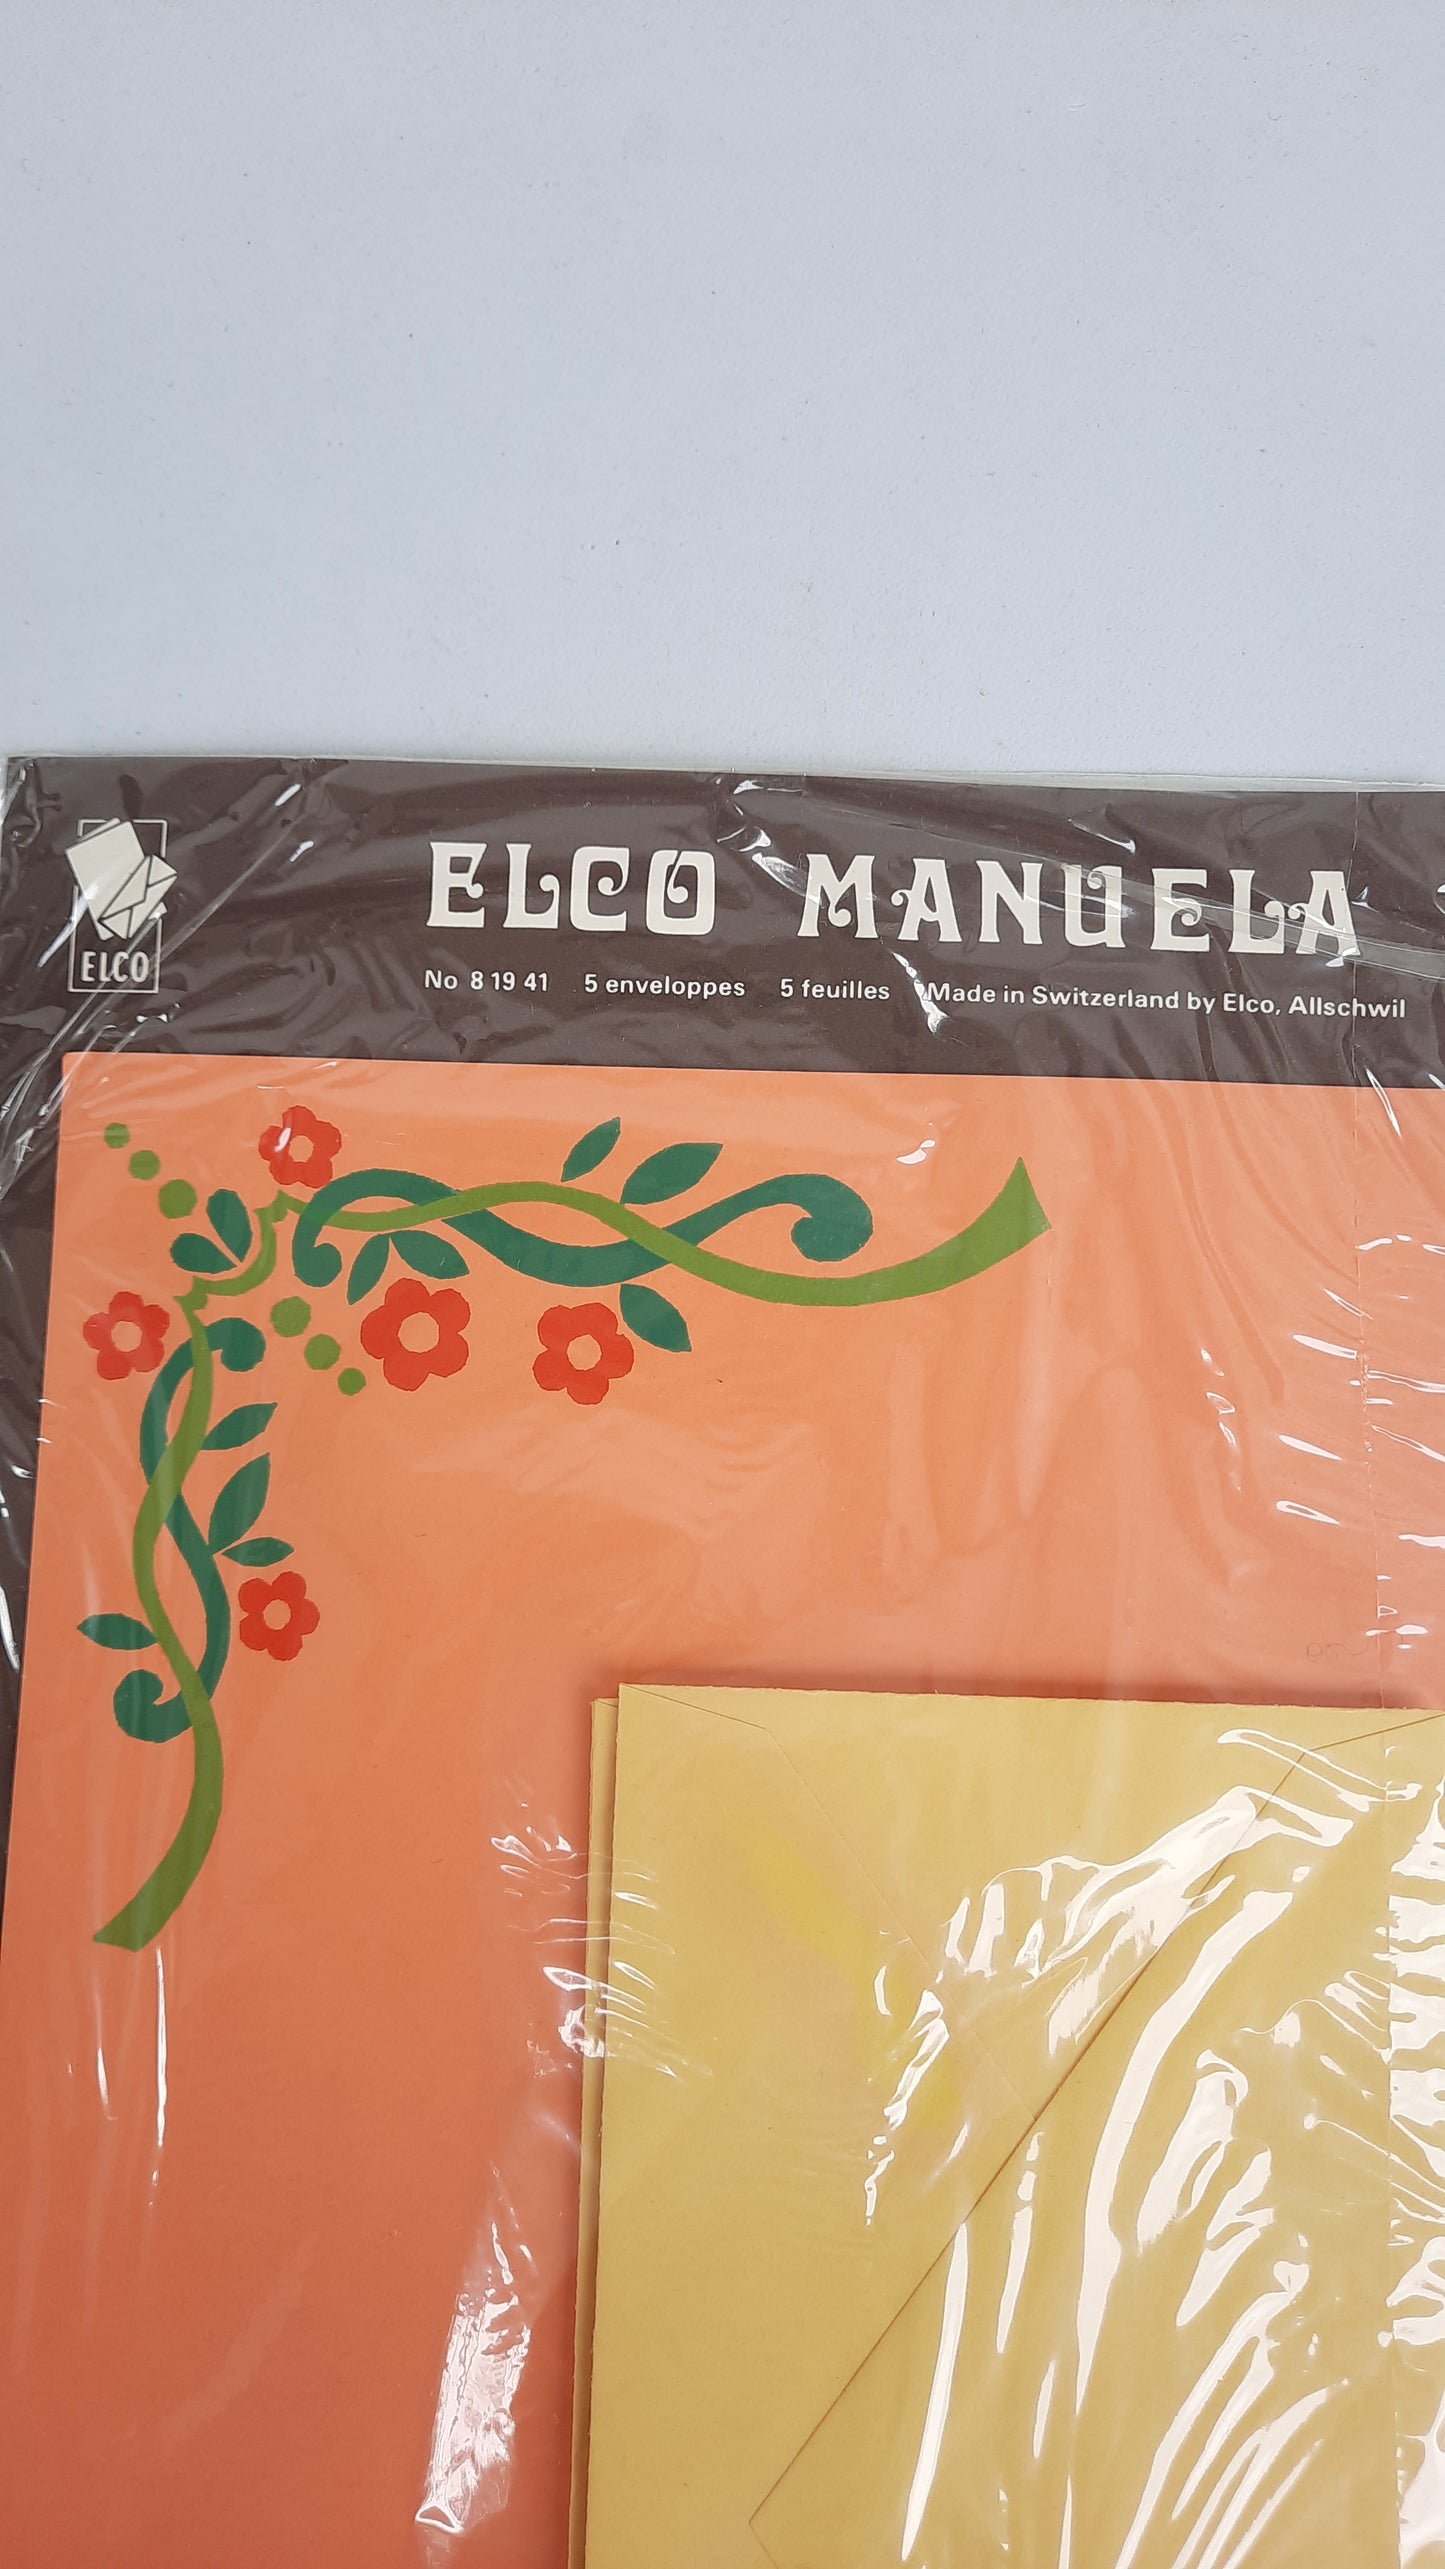 ELCO MANUELA
ELCO
No 8 19 41 5 enveloppes 5 feuilles Made in Switzerland by Elco, Allschwil